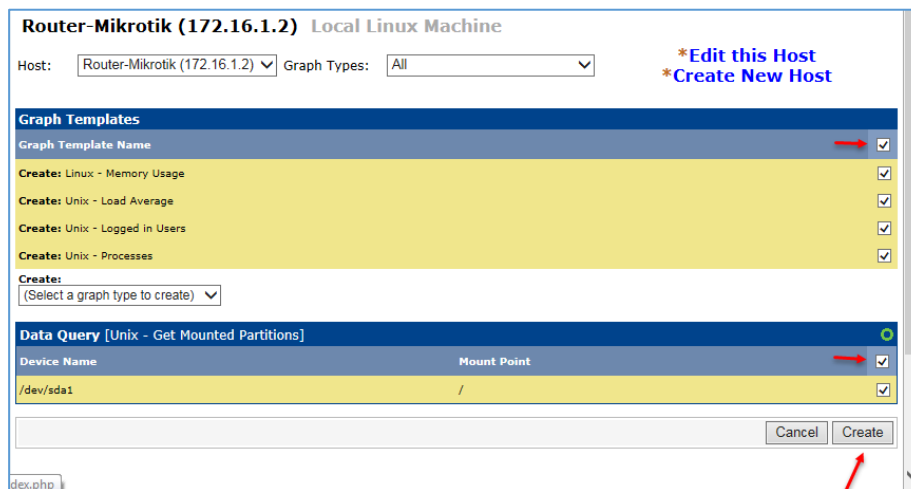 Router-Mikrotik (172.16.1.2) Local Linux Machine
Host: Router-Mikrotik (172.16.1.2) Graph Types: All
*Edit this Host
*Create New Host
Graph Templates
Graph Template Name
Create: Linux - Memory Usage
Create: Unix - Load Average
Create: Unix - Logged in Users
Create: Unix - Processes
Create:
(Select a graph type to create)
Data Query [Unix - Get Mounted Partitions]
Device Name Mount Point
/dev/sda1 /
Cancel Create
dex.php